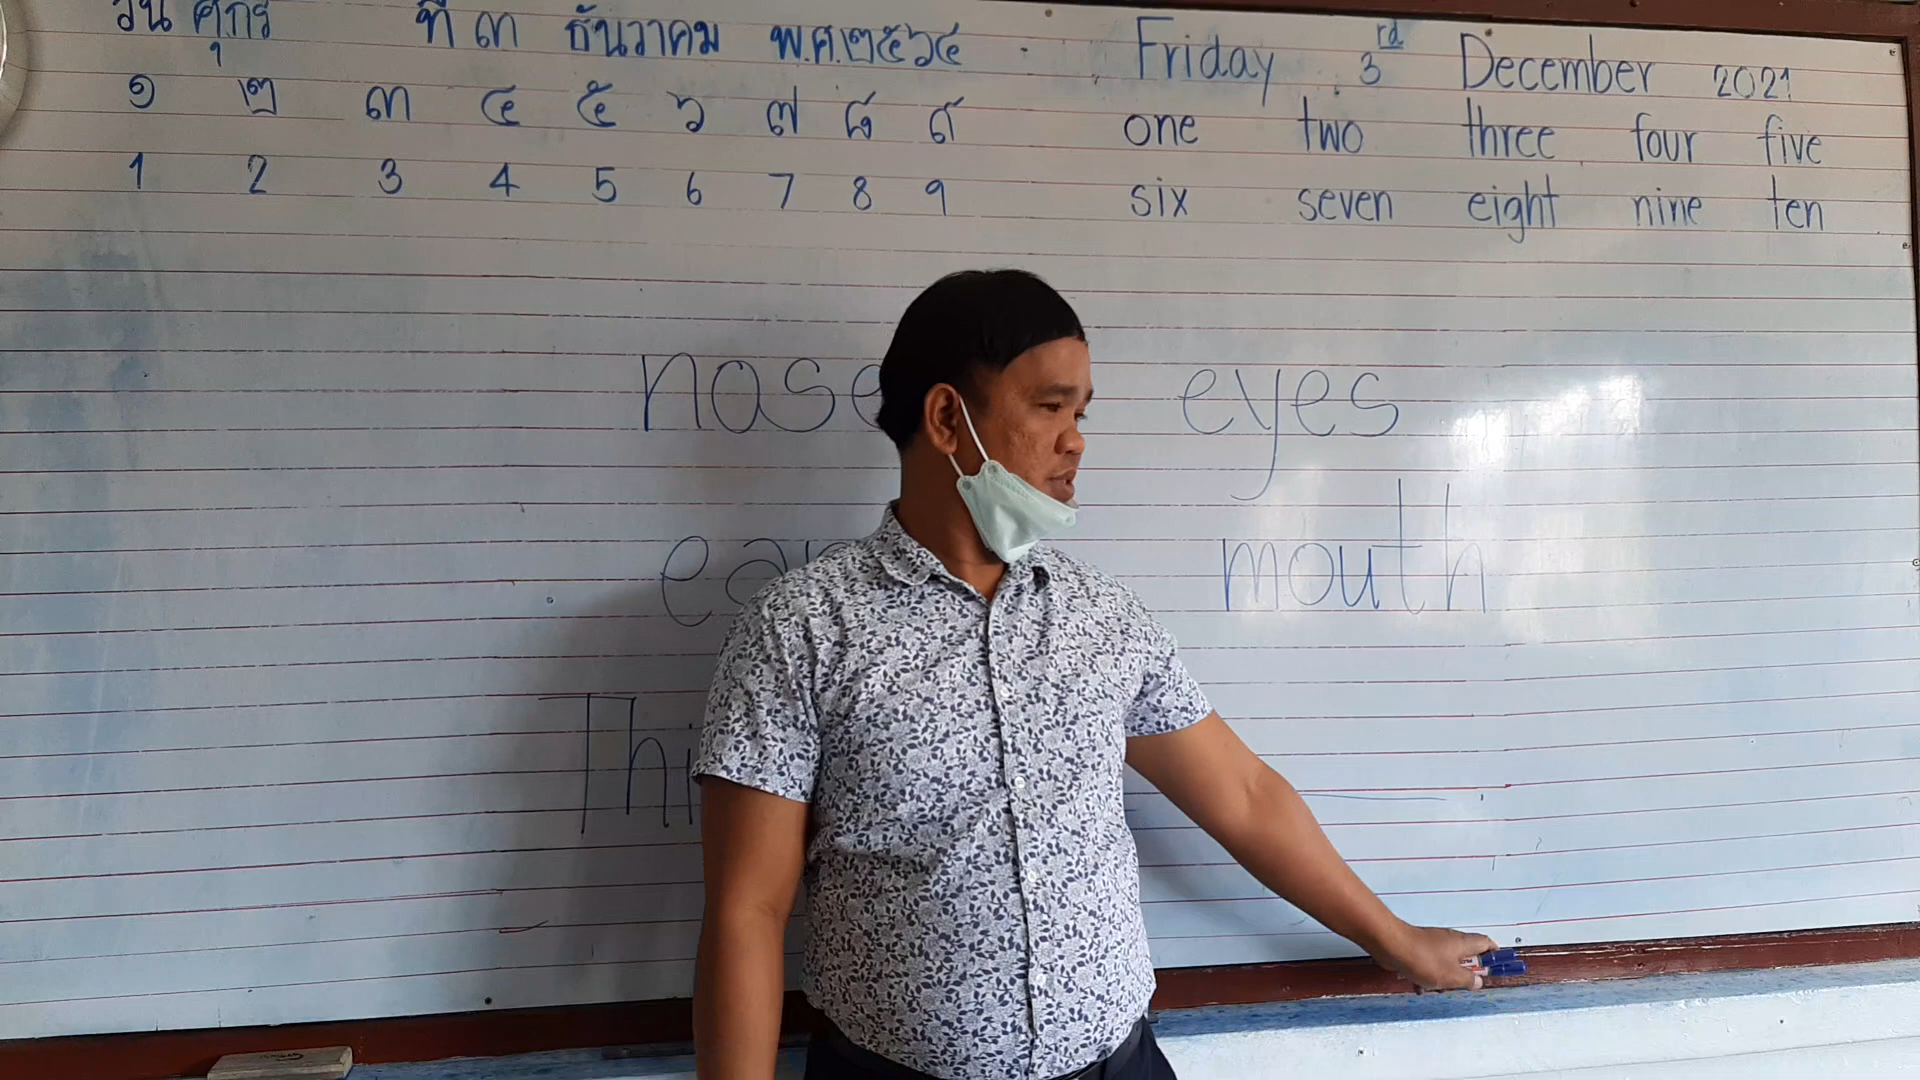 วันศุกร์ ที่ ๓ ธันวาคม พ.ศ.๒๕๖๔ Friday 3rd December 2021
๑ ๒ ๓ ๔ ๕ ๖ ๗ ๘ ๙ one two three four five
1 2 3 4 5 6 7 8 9 six seven eight nine ten
nose eyes
ear mouth
Thi